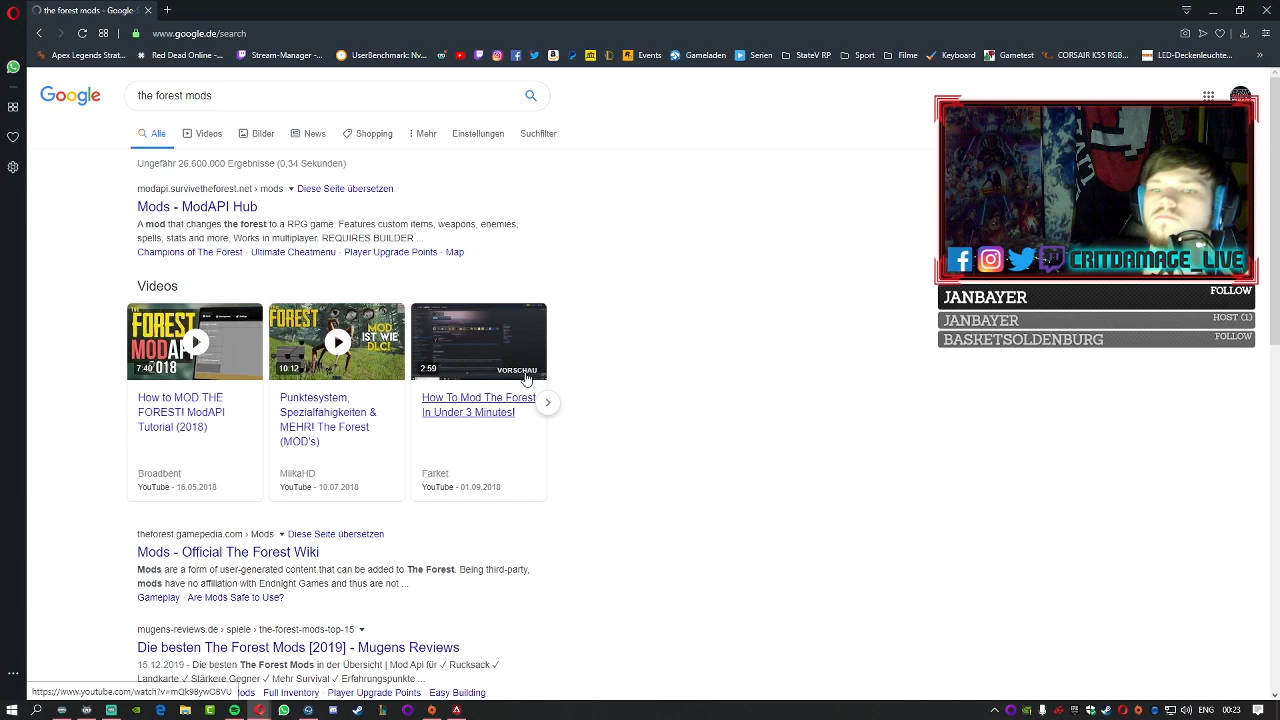 the forest mods - Google-
www.google.de/search
Apex Legends Strat...
Red Dead Redemp...
Stream-Manager - ...
UserBenchmark: Nv...
Events
Gameladen
Serien
StateV RP
Sport
Filme
Keyboard
Gametest
CORSAIR K55 RGB...
LED-Deckenleuchte...
Google
the forest mods
Alle
Videos
Bilder
News
Shopping
Mehr
Einstellungen
Suchfilter
Ungefähr 26.600.000 Ergebnisse (0,34 Sekunden)
modapi.survivetheforest.net › mods ▾ Diese Seite übersetzen
Mods - ModAPI Hub
A mod that changes the forest to a RPG game. Features custom items, weapons, enemies,
spells, stats and more. Works in multiplayer. REQUIRES BUILDER ...
Champions of The Forest · Ultimate Cheatmenu · Player Upgrade Points · Map
CRITDAMAGE_LIVE
JANBAYER FOLLOW
JANBAYER HOST (1)
BASKETSOLDENBURG FOLLOW
Videos
THE FOREST
MODAPI
2018
7:40
THE FOREST
MOD IST WIE DLC!
10:12
2:59
VORSCHAU
How to MOD THE
FOREST! ModAPI
Tutorial (2018)
Broadbent
YouTube - 16.05.2018
Punktesystem,
Spezialfähigkeiten &
MEHR! The Forest
(MOD's)
MiikaHD
YouTube - 10.07.2018
How To Mod The Forest
In Under 3 Minutes!
Farket
YouTube - 01.09.2018
theforest.gamepedia.com › Mods ▾ Diese Seite übersetzen
Mods - Official The Forest Wiki
Mods are a form of user-generated content that can be added to The Forest. Being third-party,
mods have no affiliation with Endnight Games and thus are not ...
Gameplay · Are Mods Safe to Use?
mugens-reviews.de › spiele › the-forest-mods-top-15 ▾
Die besten The Forest Mods [2019] - Mugens Reviews
15.12.2019 - Die besten The Forest Mods in der Übersicht | Mod Api für ✓ Rucksack ✓
Landkarte ✓ Stärkere Gegner ✓ Mehr Survival ✓ Erfahrungspunkte ...
Mods · Full Inventory · Player Upgrade Points · Easy Building
ENG
00:23